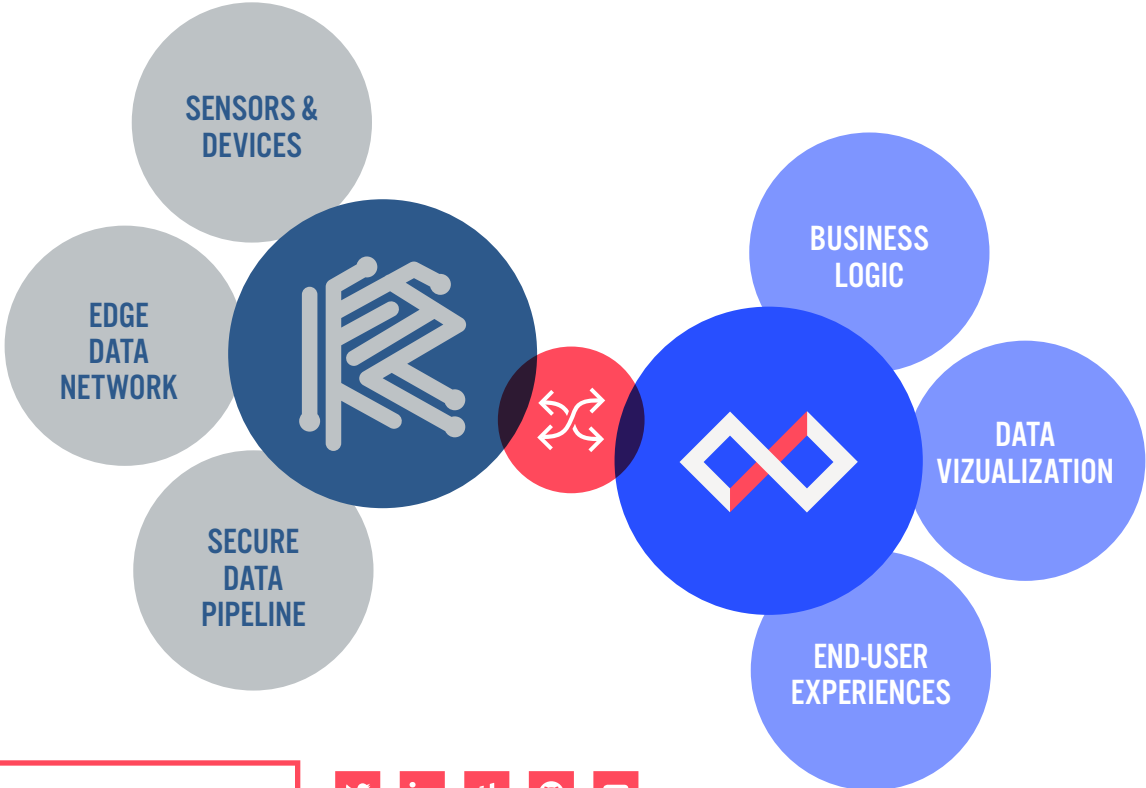 SENSORS &
DEVICES
EDGE
DATA
NETWORK
SECURE
DATA
PIPELINE
BUSINESS
LOGIC
DATA
VIZUALIZATION
END-USER
EXPERIENCES